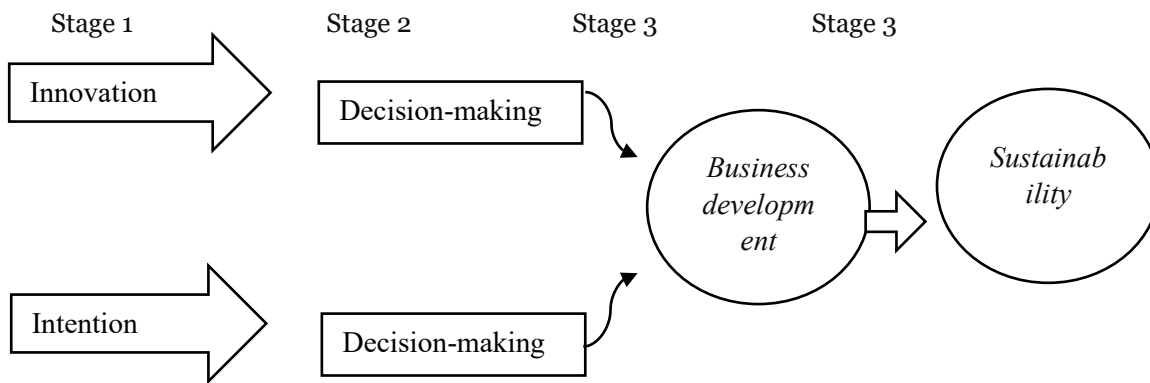 Stage 1 Stage 2 Stage 3 Stage 3
Innovation
Decision-making
Business
developm
ent
Sustainab
ility
Intention
Decision-making